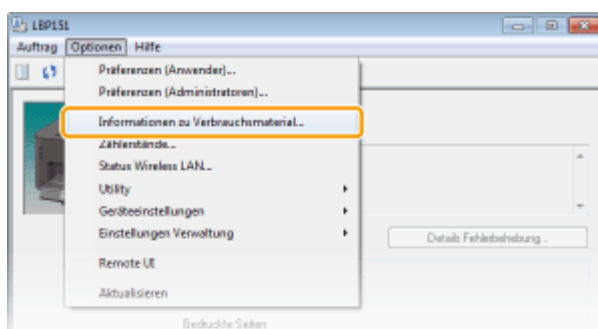 LBP151
Auftrag Optionen Hilfe
Präferenzen (Anwender)...
Präferenzen (Administratoren)...
Informationen zu Verbrauchsmaterial...
Zählerstände...
Status Wireless LAN...
Utility
Geräteeinstellungen
Einstellungen Verwaltung
Details Fehlerbehebung...
Remote UI
Aktualisieren
Gedruckte Seiten: